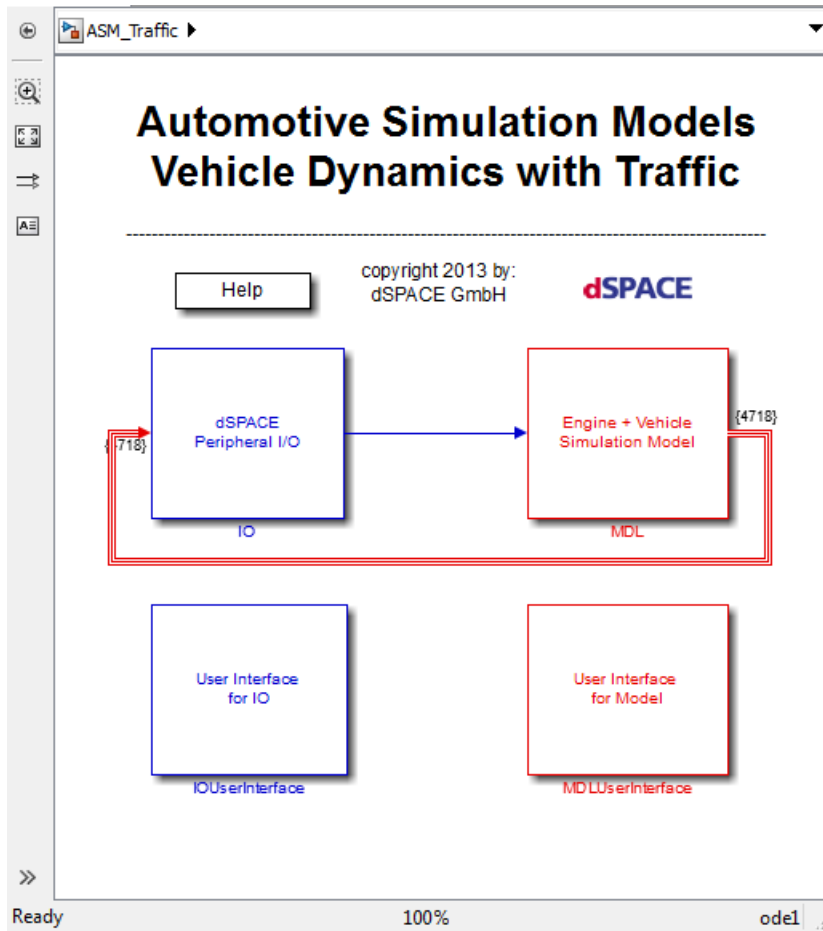 ASM_Traffic
Automotive Simulation Models
Vehicle Dynamics with Traffic
Help
copyright 2013 by:
dSPACE GmbH
dSPACE
dSPACE
Peripheral I/O
IO
Engine + Vehicle
Simulation Model
MDL
{4718}
{4718}
User Interface
for IO
IOUserInterface
User Interface
for Model
MDLUserInterface
Ready
100%
ode1